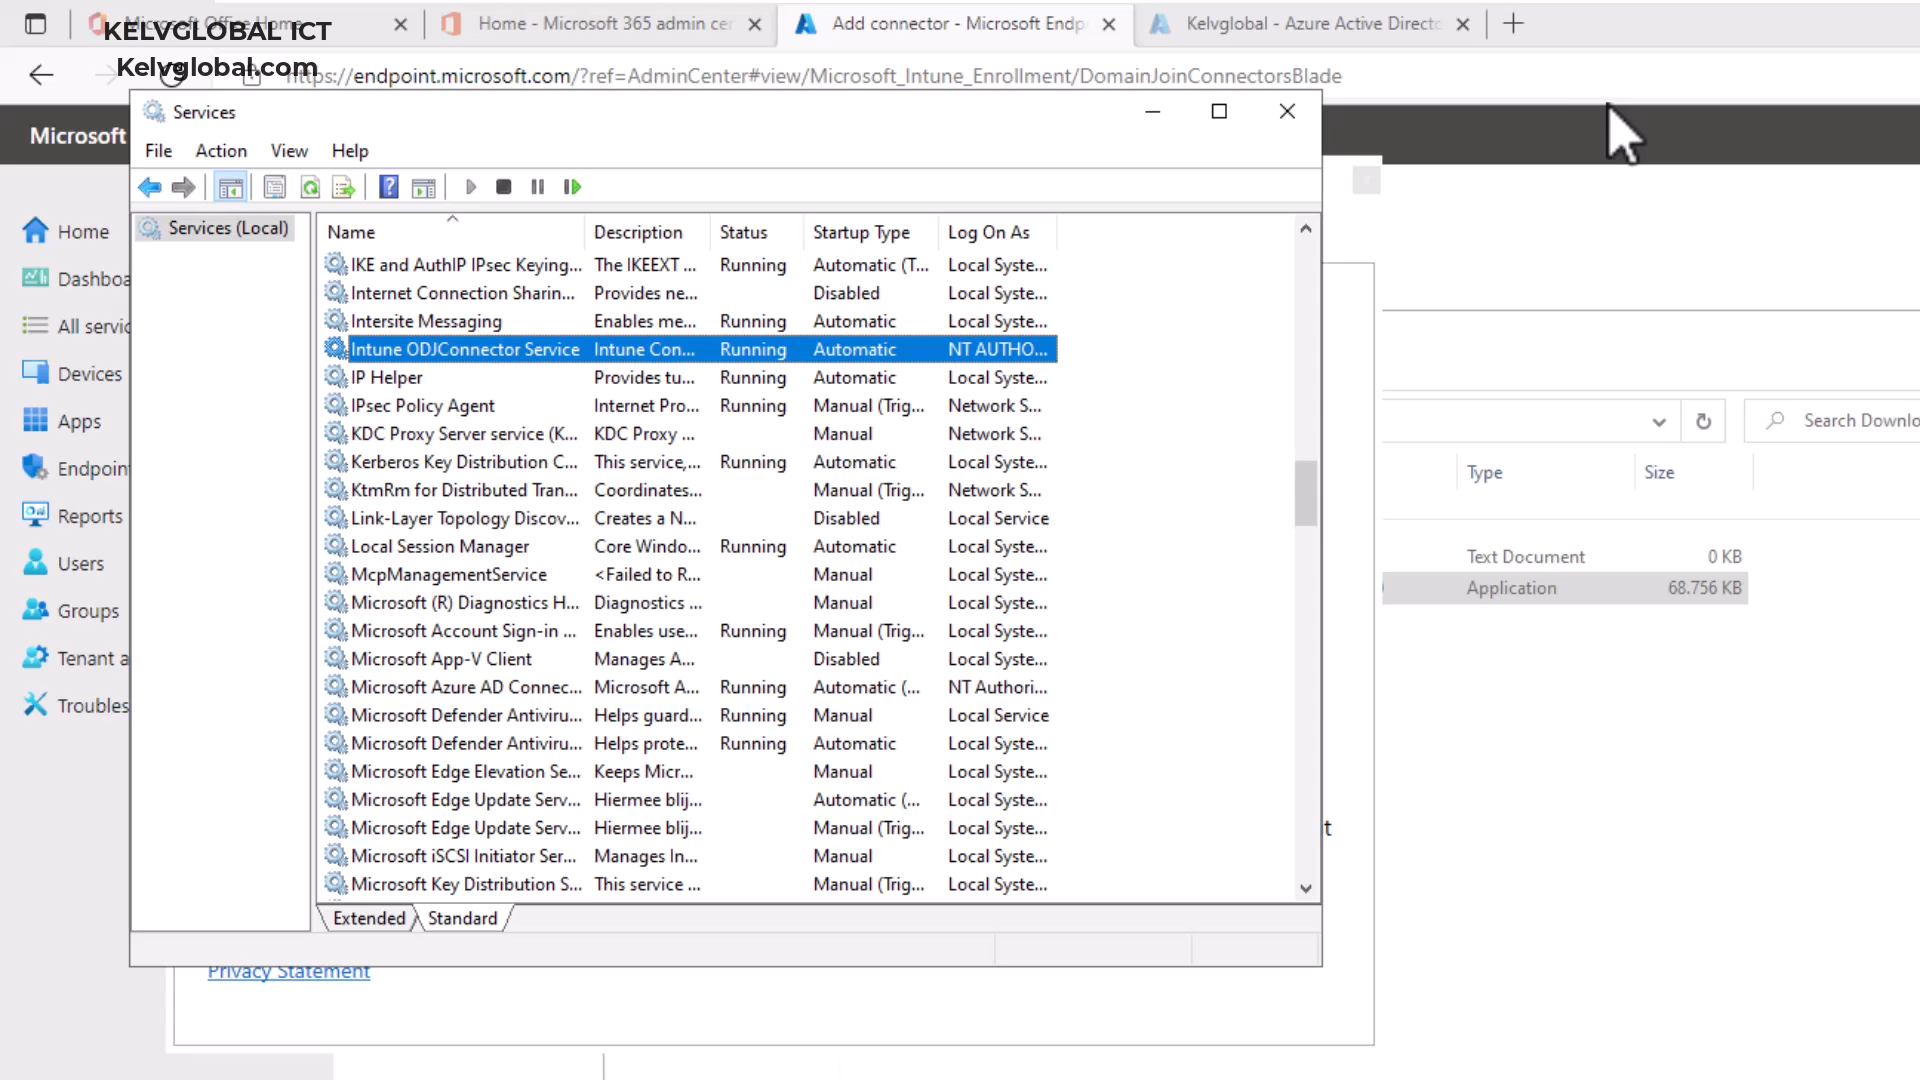 KELVGLOBAL ICT
Kelvglobal.com
Microsoft Office Home
Home - Microsoft 365 admin cer
Add connector - Microsoft Endp
Kelvglobal - Azure Active Directo
https://endpoint.microsoft.com/?ref=AdminCenter#view/Microsoft_Intune_Enrollment/DomainJoinConnectorsBlade
Microsoft
Home
Dashboa
All servic
Devices
Apps
Endpoin
Reports
Users
Groups
Tenant a
Troubles
Services
File Action View Help
Services (Local)
Name Description Status Startup Type Log On As
IKE and AuthIP IPsec Keying... The IKEEXT ... Running Automatic (T... Local Syste...
Internet Connection Sharin... Provides ne... Disabled Local Syste...
Intersite Messaging Enables me... Running Automatic Local Syste...
Intune ODJConnector Service Intune Con... Running Automatic NT AUTHO...
IP Helper Provides tu... Running Automatic Local Syste...
IPsec Policy Agent Internet Pro... Running Manual (Trig... Network S...
KDC Proxy Server service (K... KDC Proxy ... Manual Network S...
Kerberos Key Distribution C... This service,... Running Automatic Local Syste...
KtmRm for Distributed Tran... Coordinates... Manual (Trig... Network S...
Link-Layer Topology Discov... Creates a N... Disabled Local Service
Local Session Manager Core Windo... Running Automatic Local Syste...
McpManagementService <Failed to R... Manual Local Syste...
Microsoft (R) Diagnostics H... Diagnostics ... Manual Local Syste...
Microsoft Account Sign-in ... Enables use... Running Manual (Trig... Local Syste...
Microsoft App-V Client Manages A... Disabled Local Syste...
Microsoft Azure AD Connec... Microsoft A... Running Automatic (... NT Authori...
Microsoft Defender Antiviru... Helps guard... Running Manual Local Service
Microsoft Defender Antiviru... Helps prote... Running Automatic Local Syste...
Microsoft Edge Elevation Se... Keeps Micr... Manual Local Syste...
Microsoft Edge Update Serv... Hiermee blij... Automatic (... Local Syste...
Microsoft Edge Update Serv... Hiermee blij... Manual (Trig... Local Syste...
Microsoft iSCSI Initiator Ser... Manages In... Manual Local Syste...
Microsoft Key Distribution S... This service ... Manual (Trig... Local Syste...
Extended Standard
Privacy Statement
Search Downlo
Type Size
Text Document 0 KB
Application 68.756 KB
t